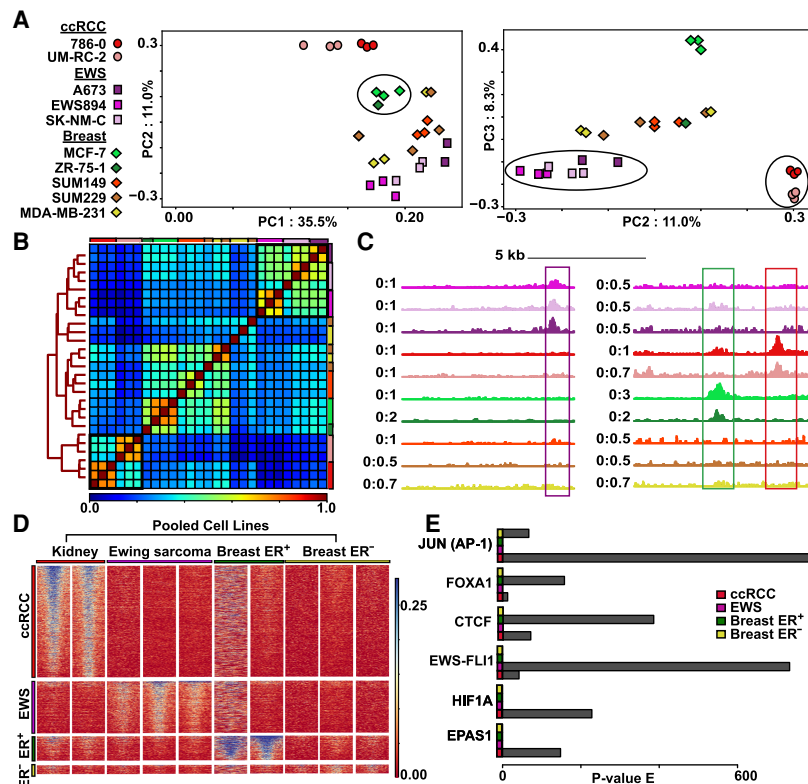 A
ccRCC
786-0
UM-RC-2
EWS
A673
EWS894
SK-NM-C
Breast
MCF-7
ZR-75-1
SUM149
SUM229
MDA-MB-231
0.3
PC2 : 11.0%
−0.3
0.00
PC1 : 35.5%
0.20
0.4
PC3 : 8.3%
−0.3
−0.3
PC2 : 11.0%
0.3
B
0.0
1.0
C
5 kb
0:1
0:1
0:1
0:1
0:1
0:1
0:2
0:1
0:0.5
0:0.7
0:0.5
0:0.5
0:0.5
0:1
0:0.7
0:3
0:2
0:0.5
0:0.5
0:0.7
D
Pooled Cell Lines
Kidney Ewing sarcoma Breast ER⁺ Breast ER⁻
ccRCC
EWS
ER⁺
ER⁻
0.25
0.00
E
JUN (AP-1)
FOXA1
CTCF
EWS-FLI1
HIF1A
EPAS1
ccRCC
EWS
Breast ER⁺
Breast ER⁻
0
P-value E
600